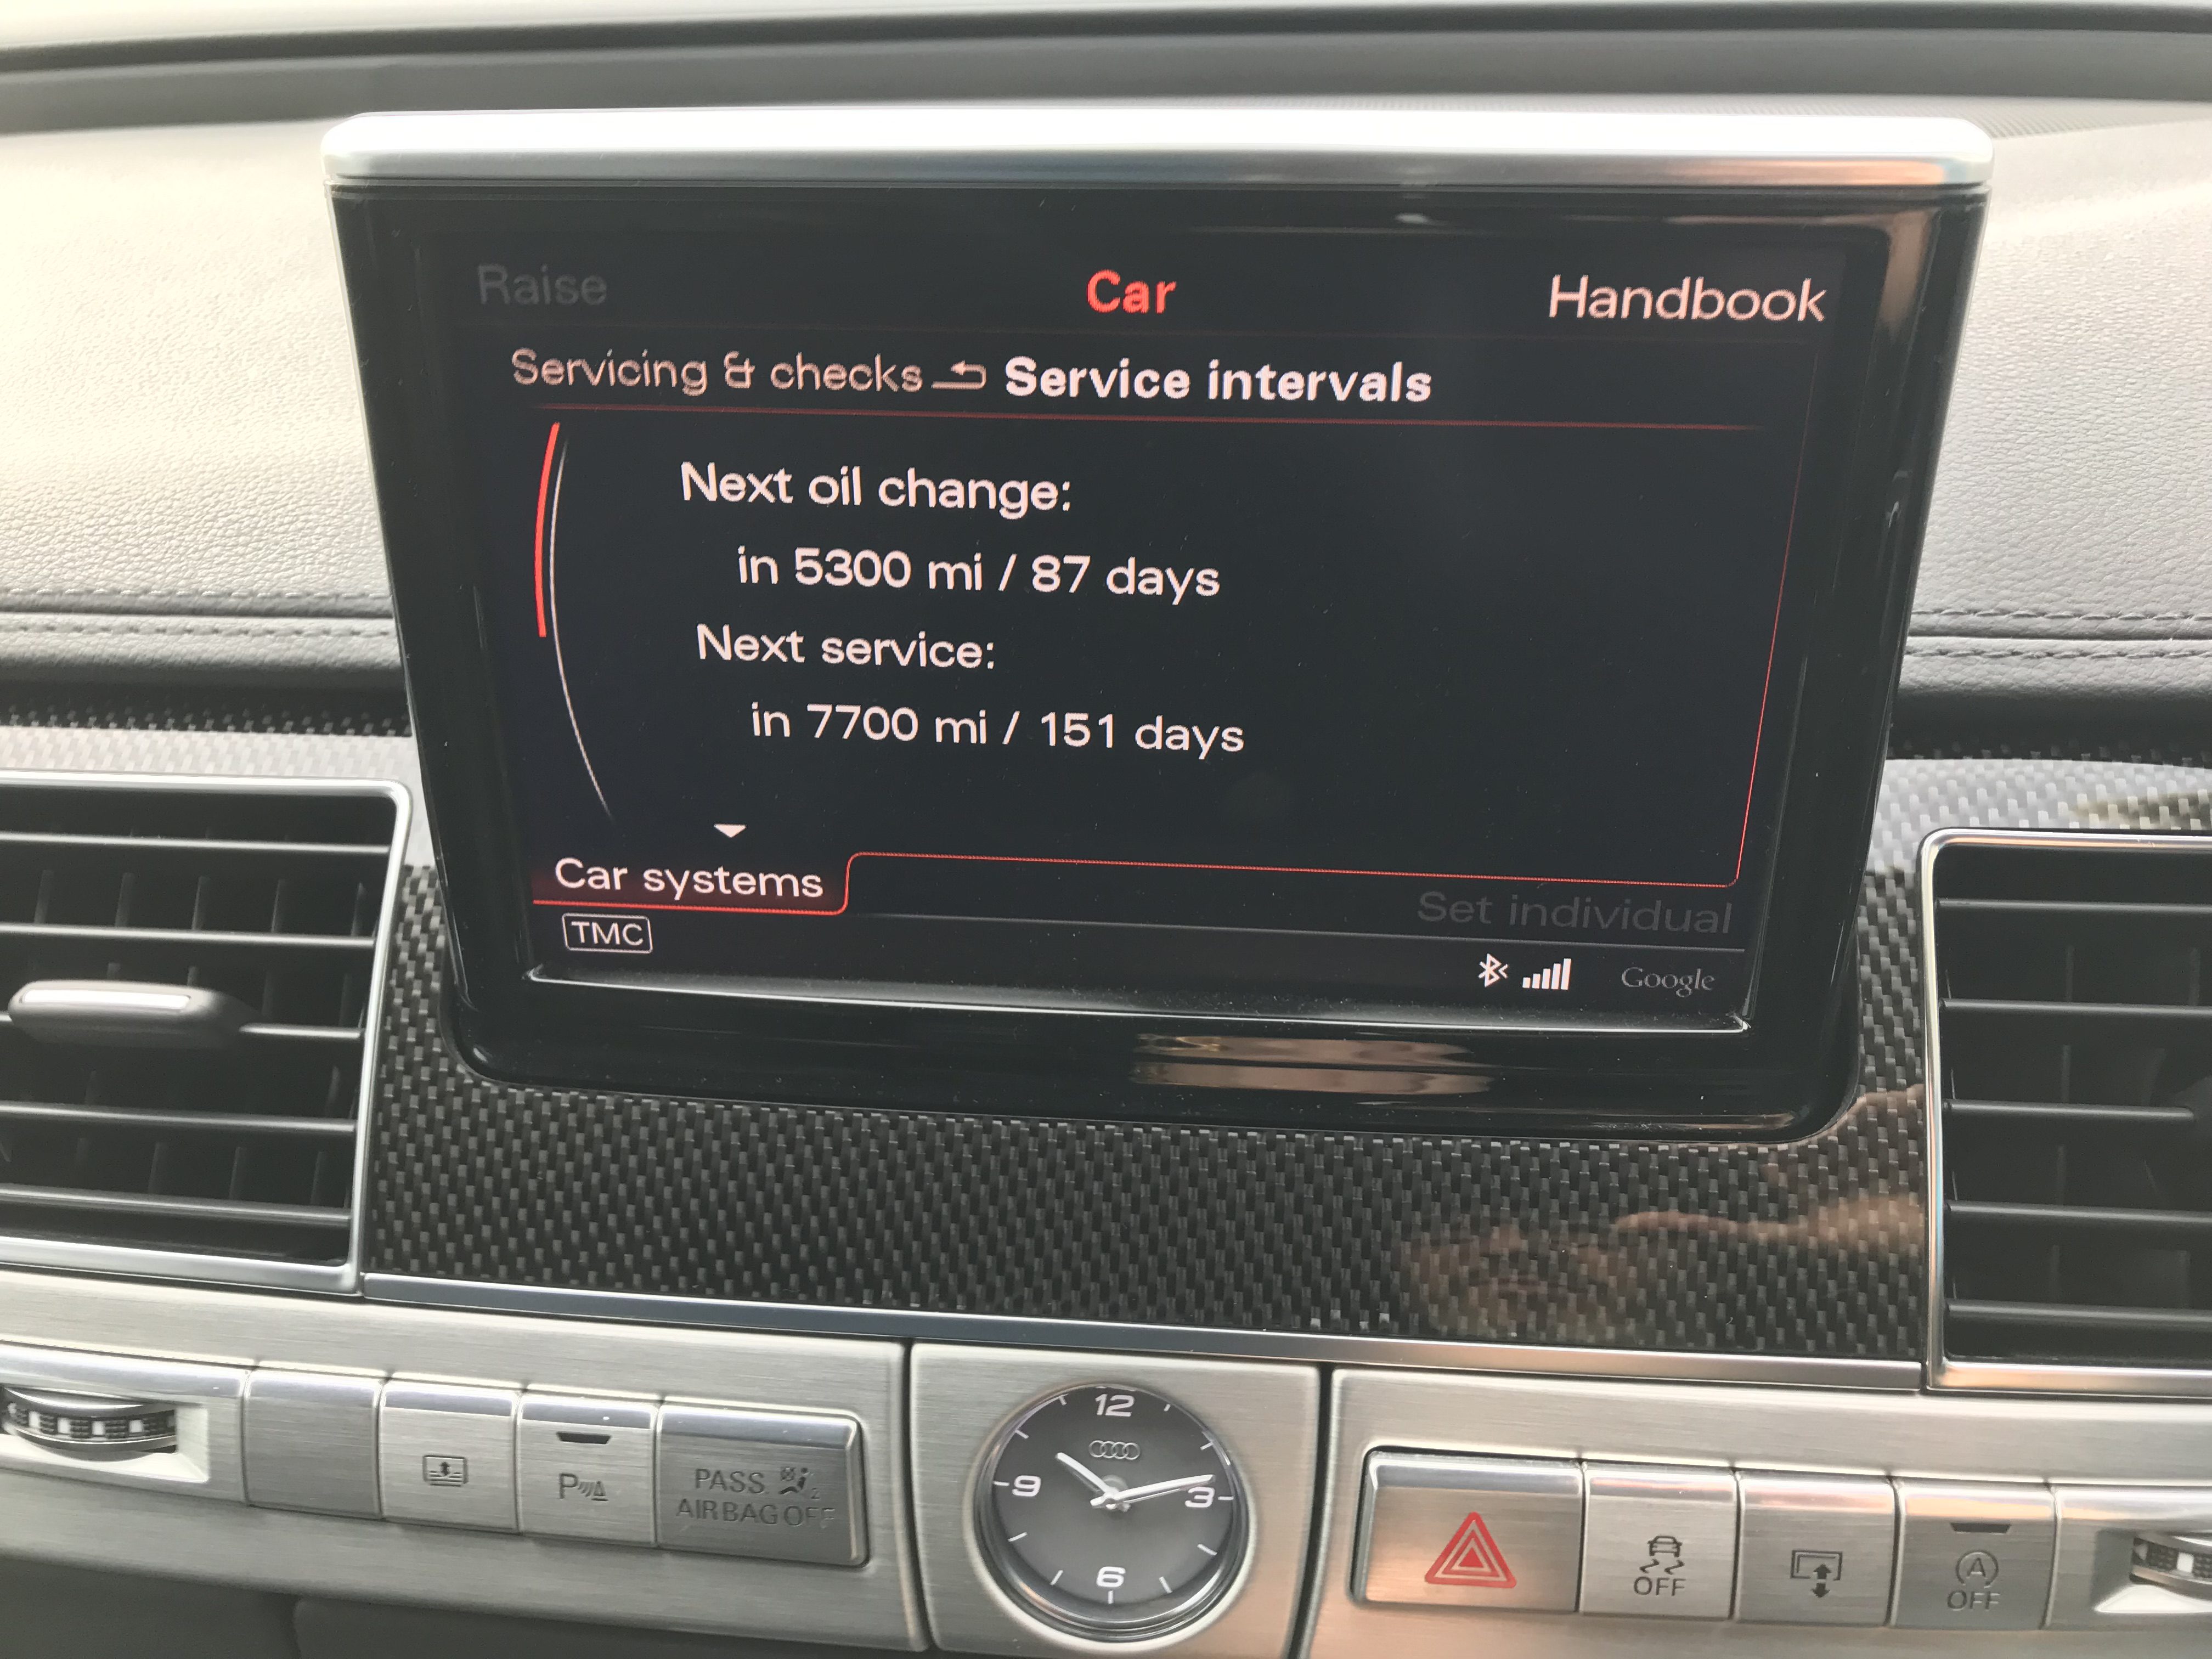 Raise Car Handbook
Servicing & checks Service intervals
Next oil change:
in 5300 mi / 87 days
Next service:
in 7700 mi / 151 days
Car systems
Set individual
TMC
Google
12
9 3
6
P
PASS
AIRBAG OFF
OFF
A
OFF